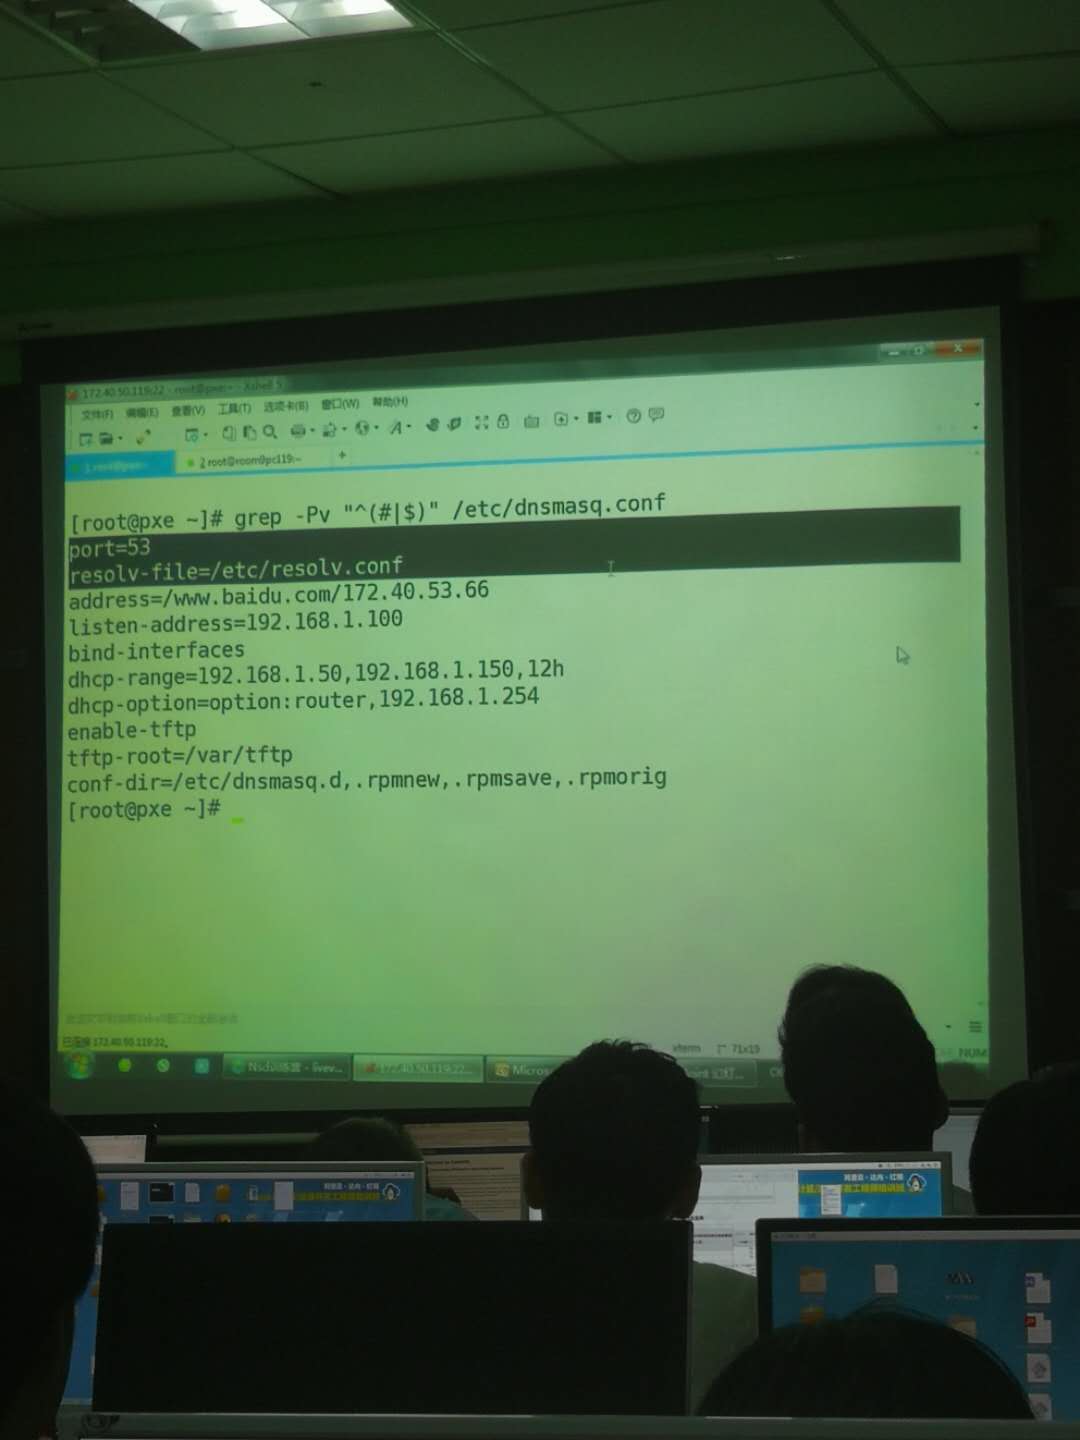 172.40.50.119:22 - root@pxe:~ - Xshell 5
文件(F) 编辑(E) 查看(V) 工具(T) 选项卡(B) 窗口(W) 帮助(H)
1 root@pxe:~
2 root@room9pc119:~
[root@pxe ~]# grep -Pv "^(#|$)" /etc/dnsmasq.conf
port=53
resolv-file=/etc/resolv.conf
address=/www.baidu.com/172.40.53.66
listen-address=192.168.1.100
bind-interfaces
dhcp-range=192.168.1.50,192.168.1.150,12h
dhcp-option=option:router,192.168.1.254
enable-tftp
tftp-root=/var/tftp
conf-dir=/etc/dnsmasq.d,.rpmnew,.rpmsave,.rpmorig
[root@pxe ~]#
已连接 172.40.50.119:22。
xterm
71x19
NUM
172.40.50.119:22...
Micros